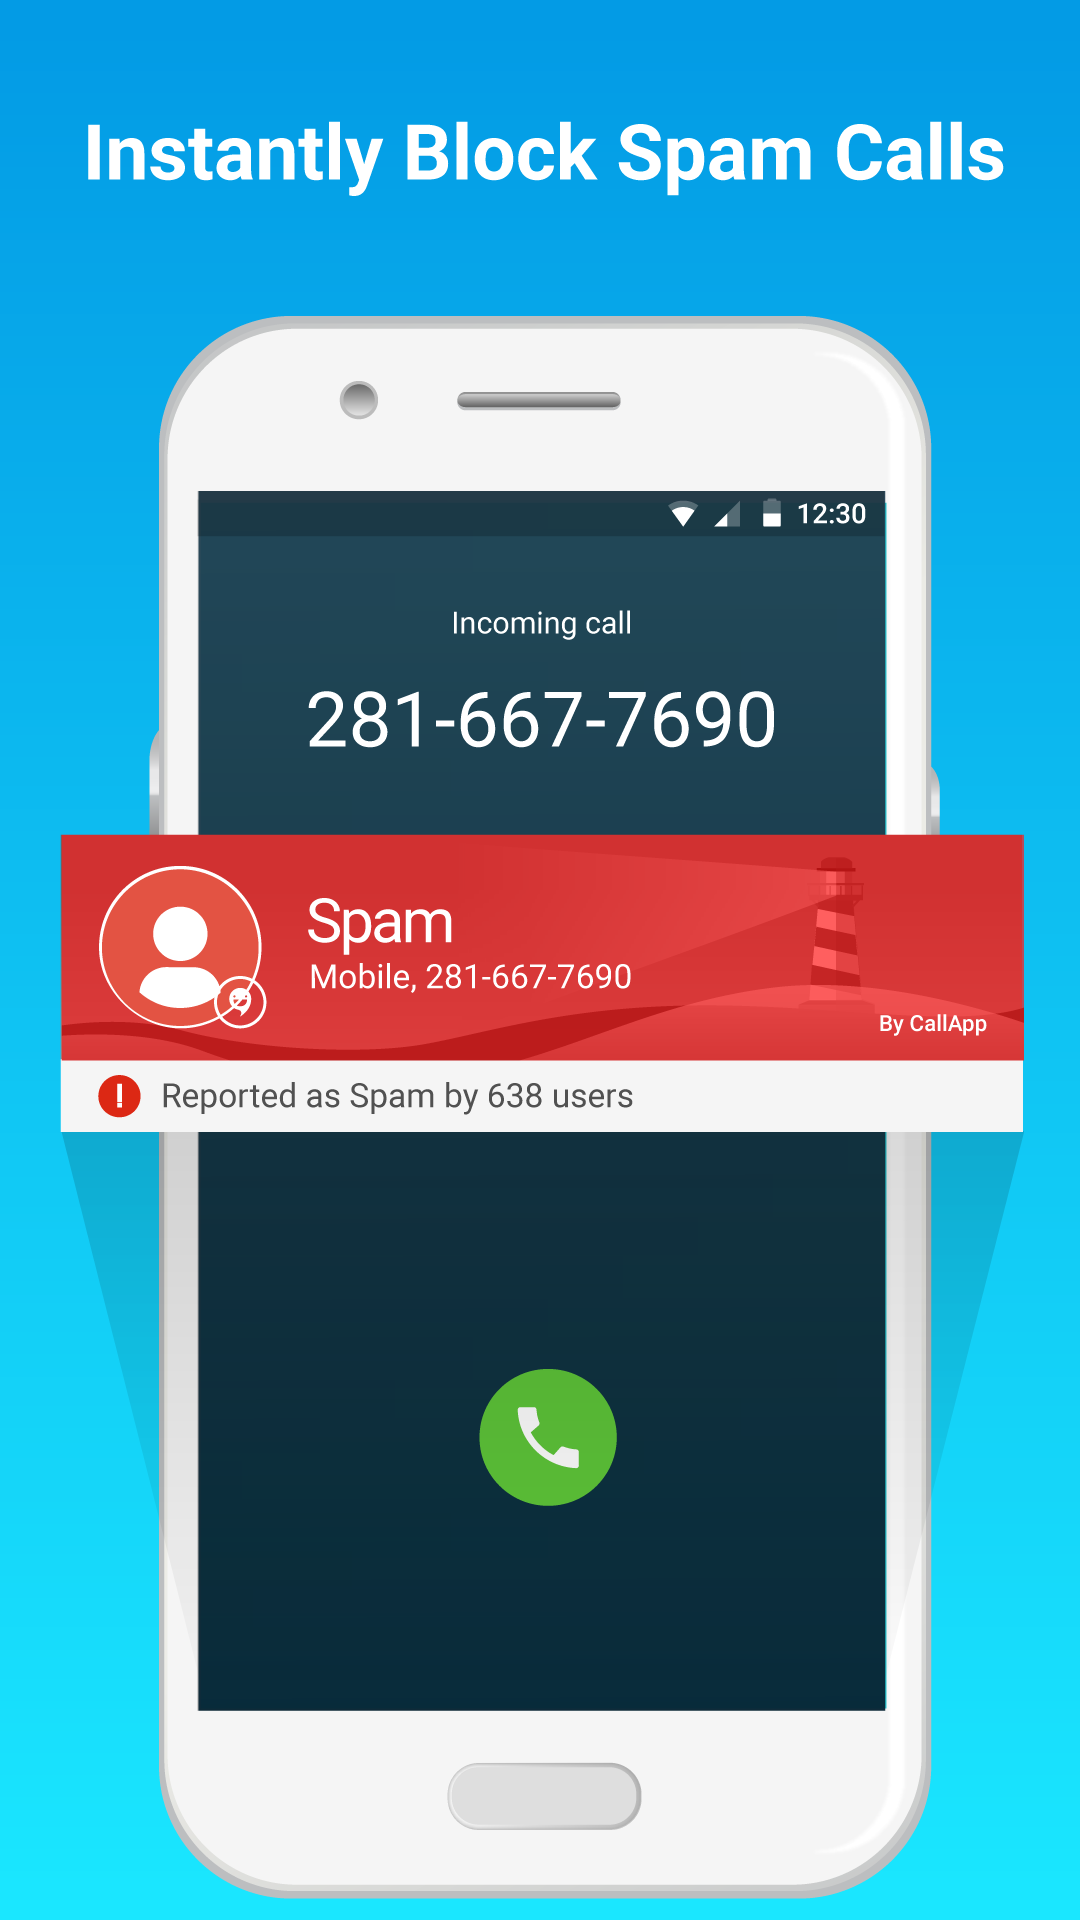 Instantly Block Spam Calls
12:30
Incoming call
281-667-7690
Spam
Mobile, 281-667-7690
By CallApp
! Reported as Spam by 638 users